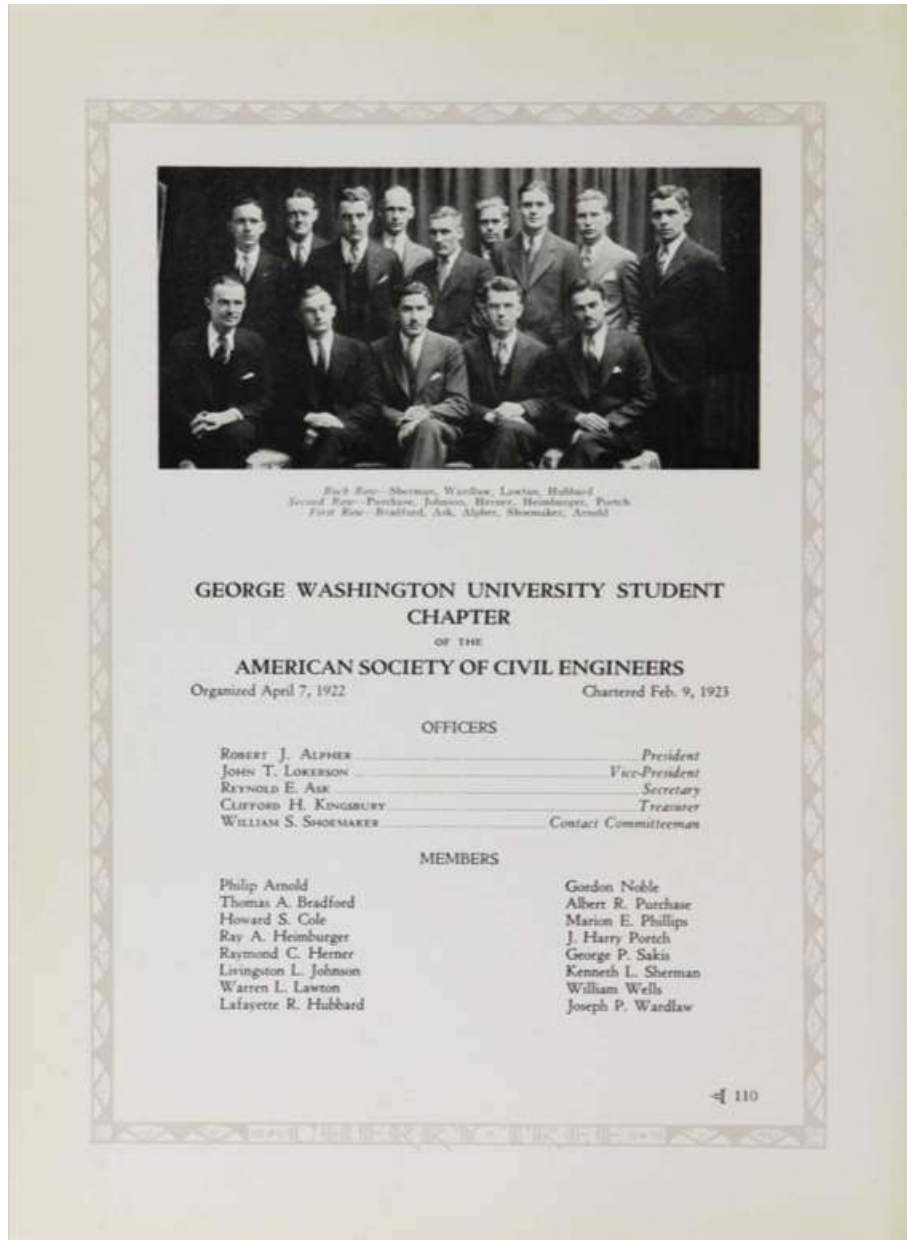 Back Row—Sherman, Wardlaw, Lawton, Hubbard
Second Row—Purchase, Johnson, Herner, Heimburger, Portch
First Row—Bradford, Ask, Alpher, Shoemaker, Arnold
GEORGE WASHINGTON UNIVERSITY STUDENT
CHAPTER
OF THE
AMERICAN SOCIETY OF CIVIL ENGINEERS
Organized April 7, 1922 Chartered Feb. 9, 1923
OFFICERS
ROBERT J. ALPHER President
JOHN T. LOKERSON Vice-President
REYNOLD E. ASK Secretary
CLIFFORD H. KINGSBURY Treasurer
WILLIAM S. SHOEMAKER Contact Committeeman
MEMBERS
Philip Arnold
Thomas A. Bradford
Howard S. Cole
Ray A. Heimburger
Raymond C. Herner
Livingston L. Johnson
Warren L. Lawton
Lafayette R. Hubbard
Gordon Noble
Albert R. Purchase
Marion E. Phillips
J. Harry Portch
George P. Sakis
Kenneth L. Sherman
William Wells
Joseph P. Wardlaw
110
CHERRY-TREE